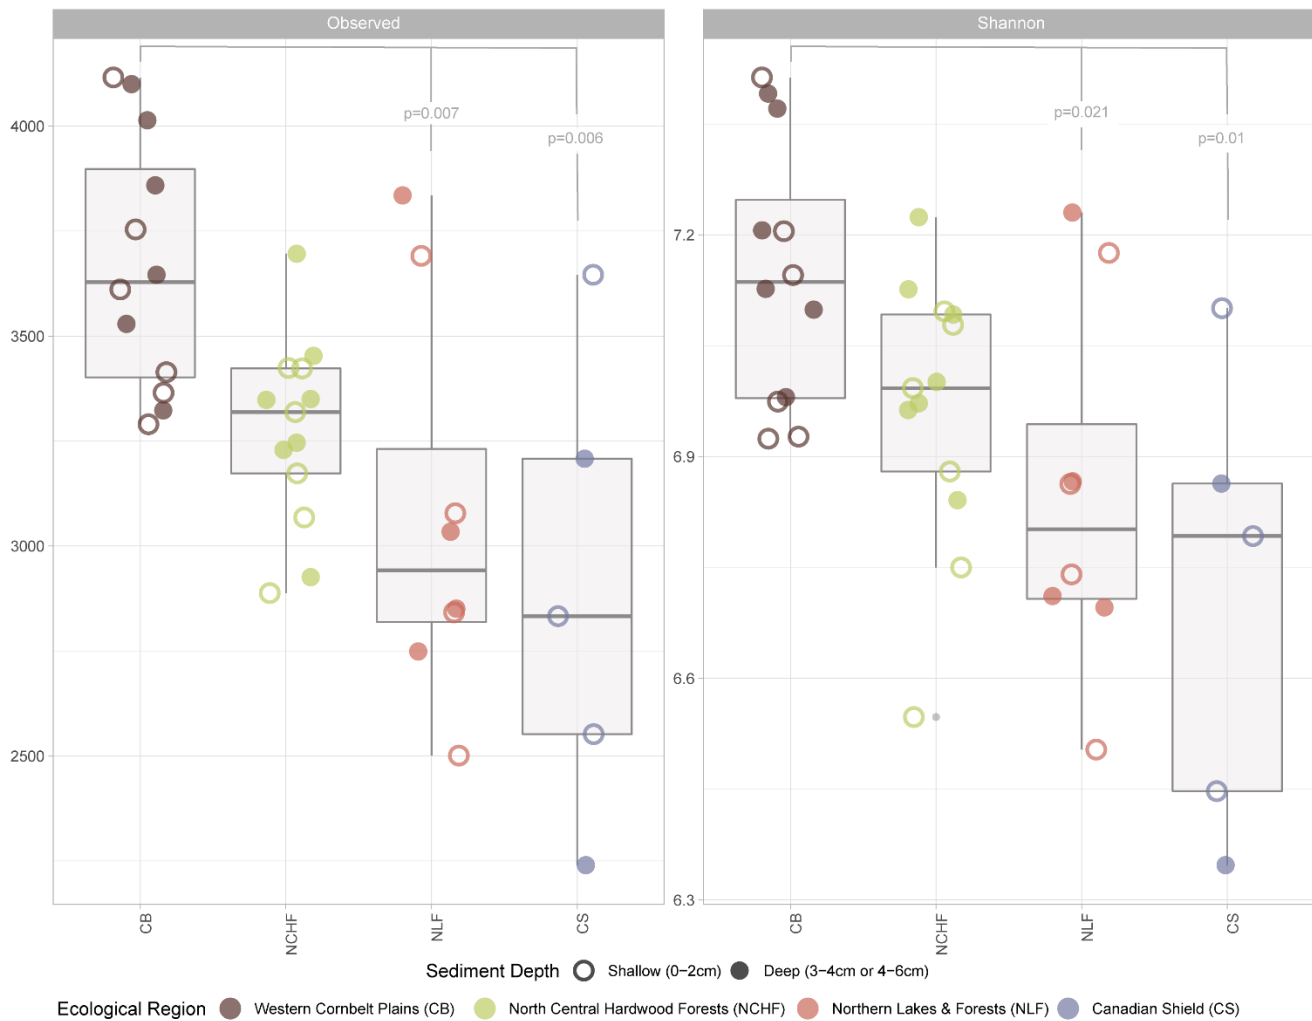 Observed
Shannon
4000
3500
3000
2500
p=0.007
p=0.006
7.2
6.9
6.6
6.3
p=0.021
p=0.01
CB
NCHF
NLF
CS
CB
NCHF
NLF
CS
Sediment Depth Shallow (0−2cm) Deep (3−4cm or 4−6cm)
Ecological Region Western Cornbelt Plains (CB) North Central Hardwood Forests (NCHF) Northern Lakes & Forests (NLF) Canadian Shield (CS)